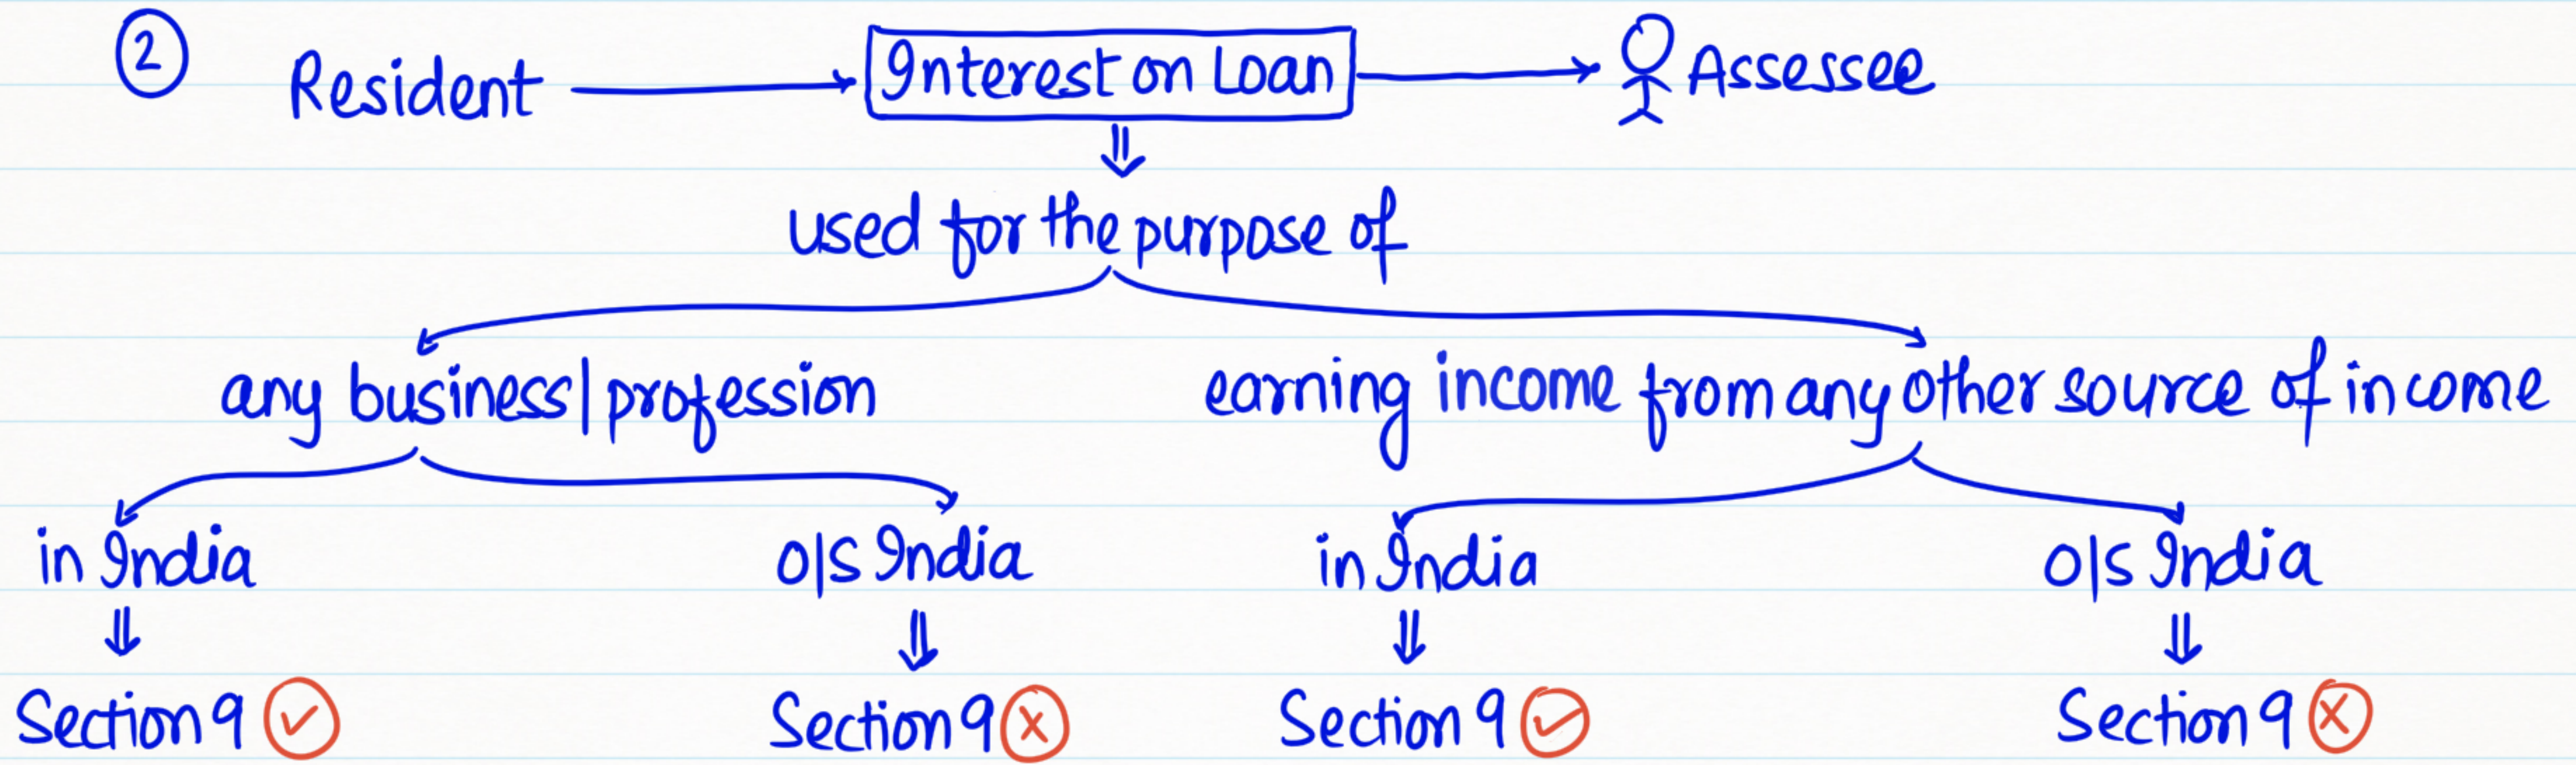 2 Resident Interest on Loan Assessee
used for the purpose of
any business/profession earning income from any other source of income
in India O/S India in India O/S India
Section 9 Section 9 Section 9 Section 9